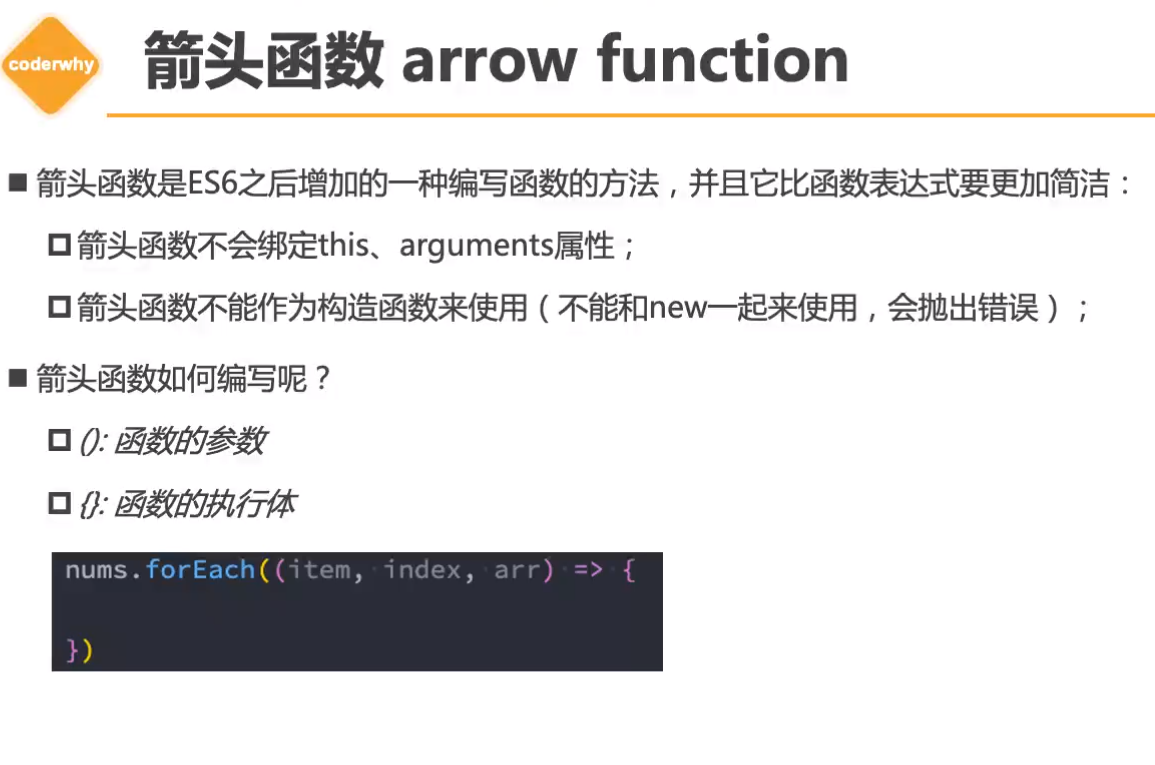 coderwhy
箭头函数 arrow function
箭头函数是ES6之后增加的一种编写函数的方法，并且它比函数表达式要更加简洁：
箭头函数不会绑定this、arguments属性；
箭头函数不能作为构造函数来使用（不能和new一起来使用，会抛出错误）；
箭头函数如何编写呢？
(): 函数的参数
{}: 函数的执行体
nums.forEach((item, index, arr) => {
})